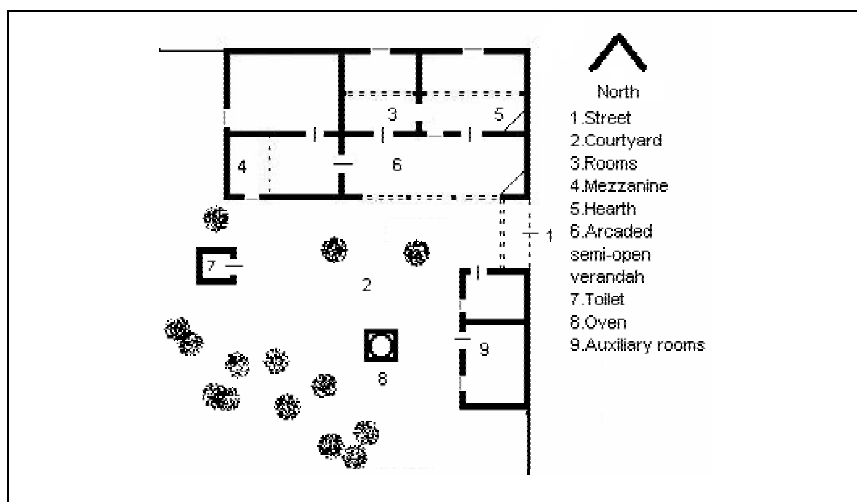 3
5
4
6
1
7
2
9
8
North
1.Street
2.Courtyard
3.Rooms
4.Mezzanine
5.Hearth
6.Arcaded
semi-open
verandah
7.Toilet
8.Oven
9.Auxiliary rooms